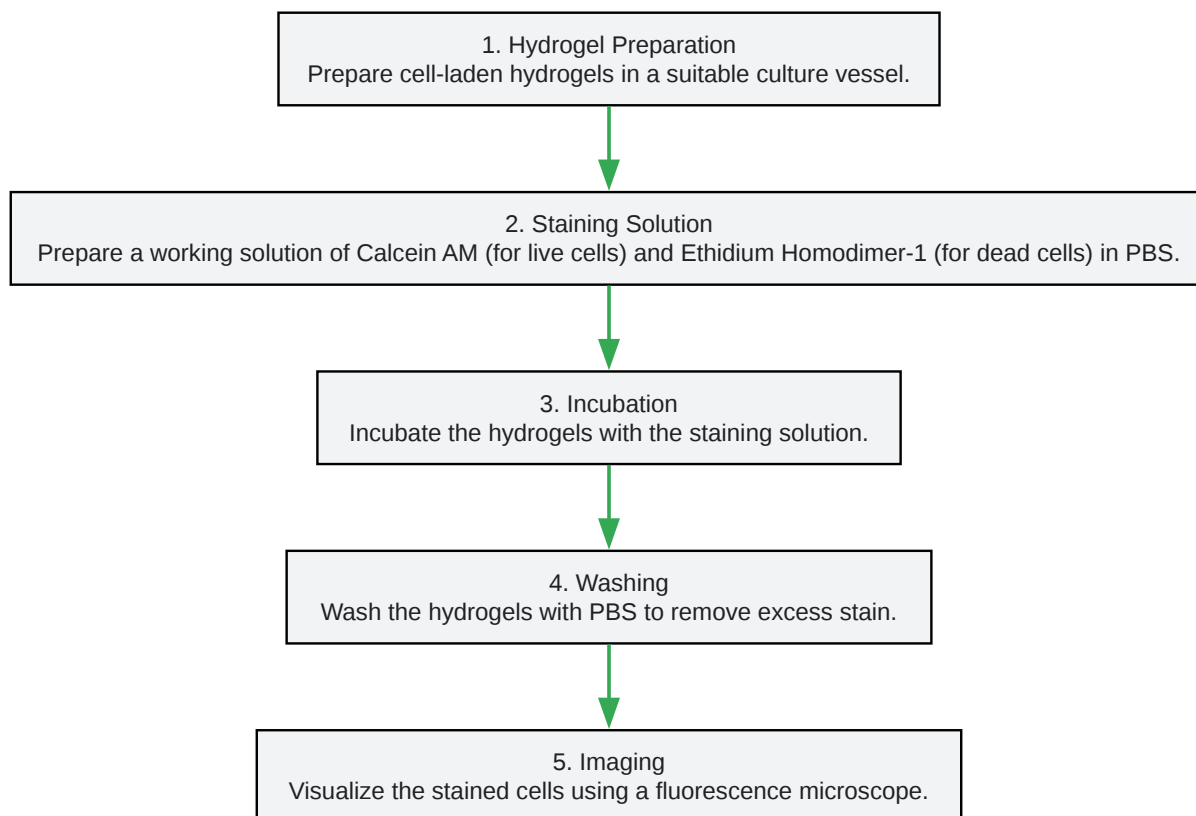 1. Hydrogel Preparation
Prepare cell-laden hydrogels in a suitable culture vessel.
2. Staining Solution
Prepare a working solution of Calcein AM (for live cells) and Ethidium Homodimer-1 (for dead cells) in PBS.
3. Incubation
Incubate the hydrogels with the staining solution.
4. Washing
Wash the hydrogels with PBS to remove excess stain.
5. Imaging
Visualize the stained cells using a fluorescence microscope.